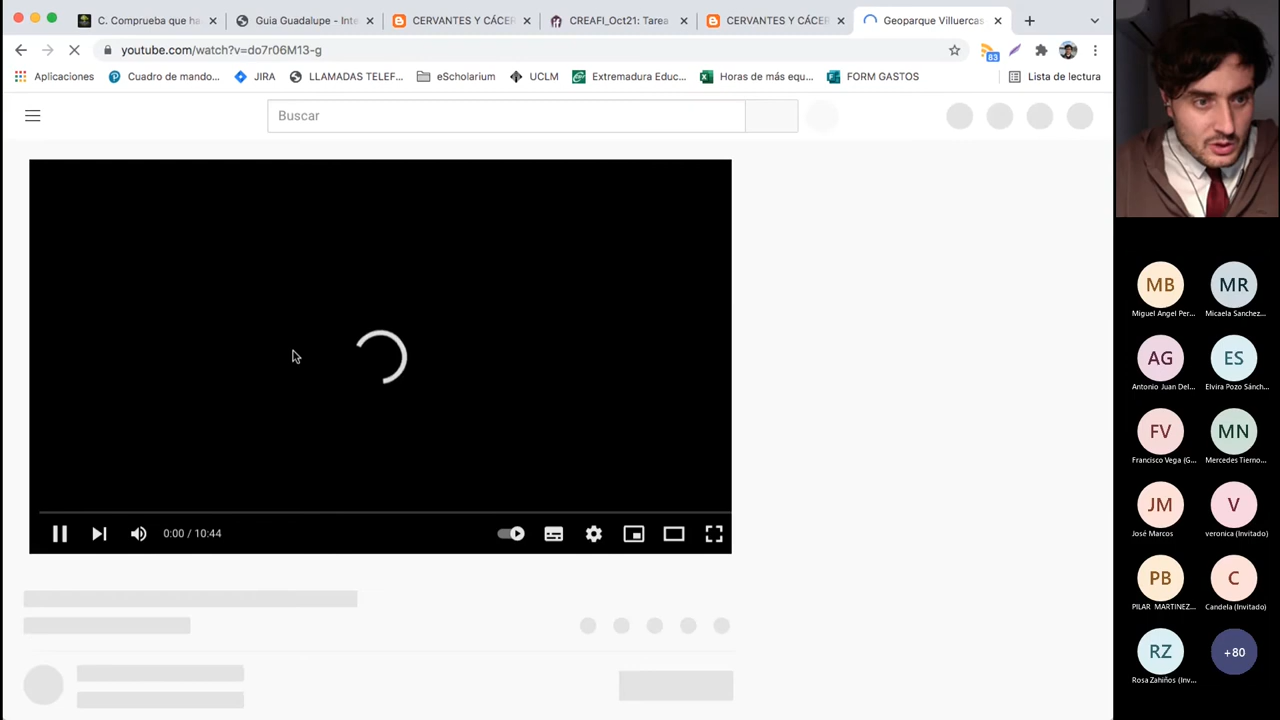 C. Comprueba que ha
Guia Guadalupe - Inte
CERVANTES Y CÁCE
CREAFI_Oct21: Tarea
CERVANTES Y CÁCER
Geoparque Villuercas
youtube.com/watch?v=do7r06M13-g
83
Aplicaciones
Cuadro de mando...
JIRA
LLAMADAS TELEF...
eScholarium
UCLM
Extremadura Educ...
Horas de más equ...
FORM GASTOS
Lista de lectura
Buscar
0:00 / 10:44
MB
MR
Miguel Angel Per...
Micaela Sanchez...
AG
ES
Antonio Juan Del...
Elvira Pozo Sánch...
FV
MN
Francisco Vega (G...
Mercedes Tierno...
JM
V
José Marcos
veronica (Invitado)
PB
C
PILAR MARTINEZ...
Candela (Invitado)
RZ
+80
Rosa Zahiños (Inv...